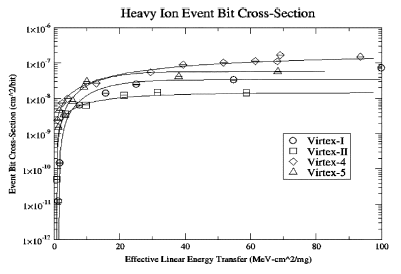 Heavy Ion Event Bit Cross-Section
Event Bit Cross-Section (cm^2/bit)
1×10^-6
1×10^-7
1×10^-8
1×10^-9
1×10^-10
1×10^-11
1×10^-12
Virtex-I
Virtex-II
Virtex-4
Virtex-5
0 20 40 60 80 100
Effective Linear Energy Transfer (MeV-cm^2/mg)